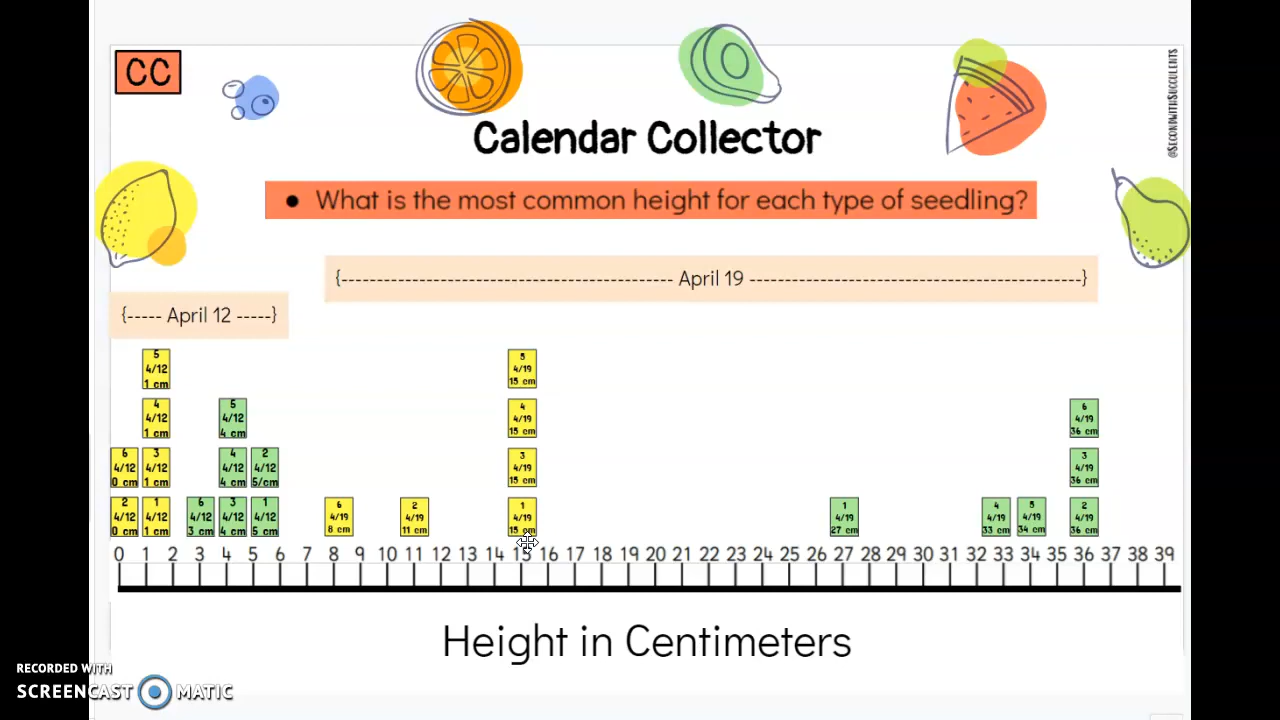 CC
@SECONDWITHSUCCULENTS
Calendar Collector
● What is the most common height for each type of seedling?
{----------------------------------------------- April 19 -----------------------------------------------}
{----- April 12 -----}
5
4/12
1 cm
5
4/19
15 cm
4
4/12
1 cm
5
4/12
4 cm
4
4/19
15 cm
6
4/19
36 cm
6
4/12
0 cm
3
4/12
1 cm
4
4/12
4 cm
2
4/12
5/cm
3
4/19
15 cm
3
4/19
36 cm
2
4/12
0 cm
1
4/12
1 cm
6
4/12
3 cm
3
4/12
4 cm
1
4/12
5 cm
6
4/19
8 cm
2
4/19
11 cm
1
4/19
15 cm
1
4/19
27 cm
4
4/19
33 cm
5
4/19
34 cm
2
4/19
36 cm
0 1 2 3 4 5 6 7 8 9 10 11 12 13 14 15 16 17 18 19 20 21 22 23 24 25 26 27 28 29 30 31 32 33 34 35 36 37 38 39
Height in Centimeters
RECORDED WITH
SCREENCAST MATIC